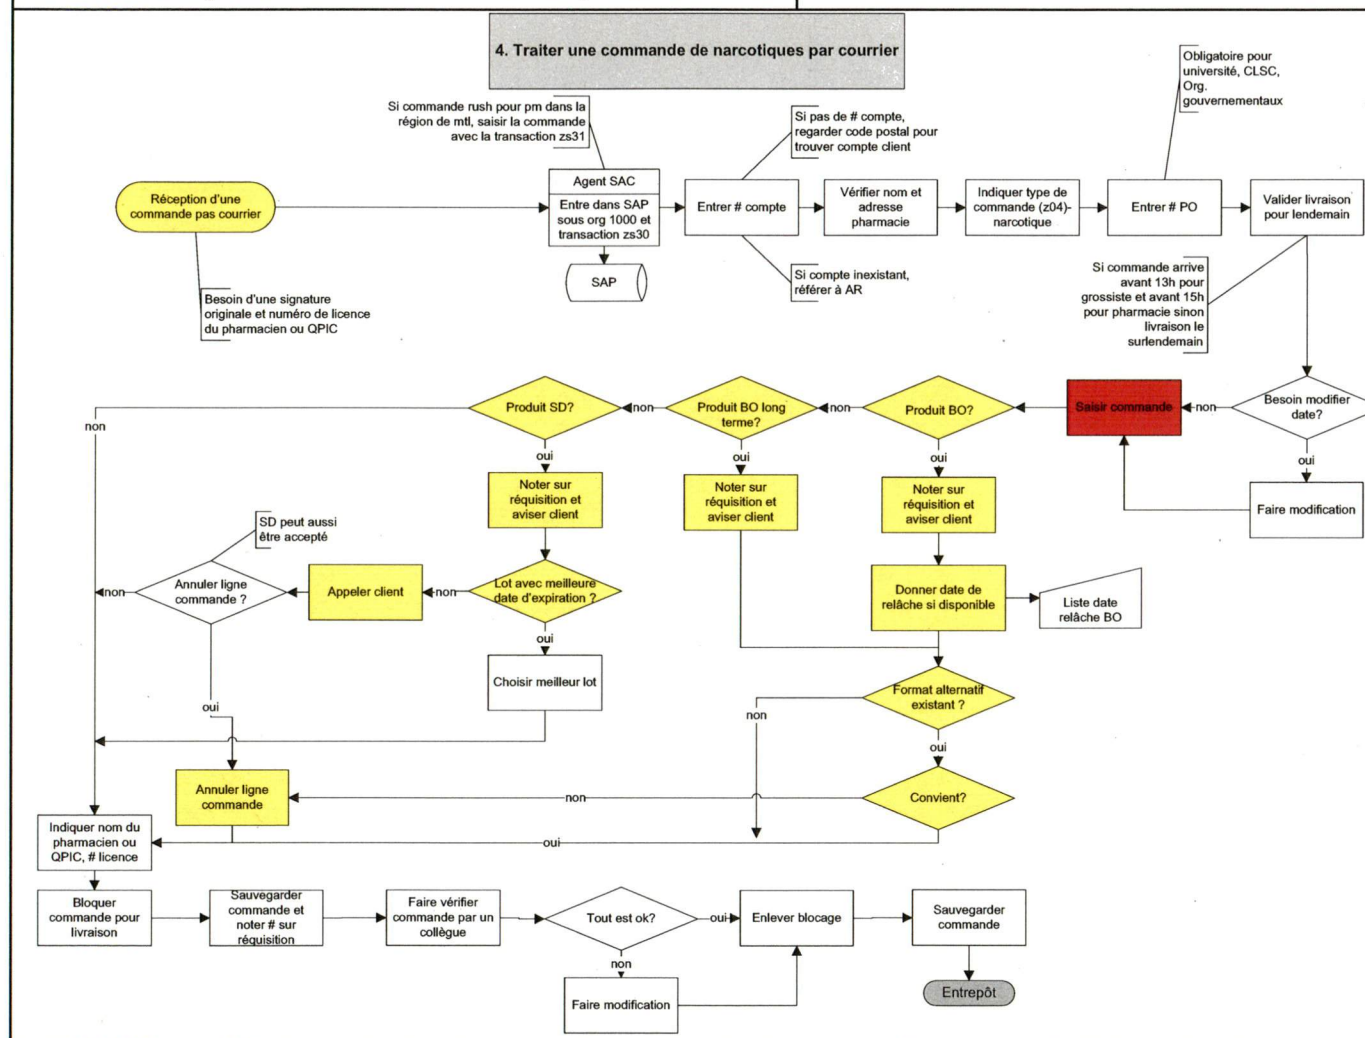 4. Traiter une commande de narcotiques par courrier
Si commande rush pour pm dans la
région de mtl, saisir la commande
avec la transaction zs31
Si pas de # compte,
regarder code postal pour
trouver compte client
Obligatoire pour
université, CLSC,
Org.
gouvernementaux
Réception d'une
commande pas courrier
Agent SAC
Entre dans SAP
sous org 1000 et
transaction zs30
Entrer # compte
Vérifier nom et
adresse
pharmacie
Indiquer type de
commande (z04)-
narcotique
Entrer # PO
Valider livraison
pour lendemain
SAP
Besoin d'une signature
originale et numéro de licence
du pharmacien ou QPIC
Si compte inexistant,
référer à AR
Si commande arrive
avant 13h pour
grossiste et avant 15h
pour pharmacie sinon
livraison le
surlendemain
Produit SD?
non
Produit BO long
terme?
non
Produit BO?
Saisir commande
non
Besoin modifier
date?
non
oui
oui
oui
oui
Noter sur
réquisition et
aviser client
Noter sur
réquisition et
aviser client
Noter sur
réquisition et
aviser client
Faire modification
SD peut aussi
être accepté
non
Annuler ligne
commande ?
Appeler client
non
Lot avec meilleure
date d'expiration ?
Donner date de
relâche si disponible
Liste date
relâche BO
oui
Choisir meilleur lot
Format alternatif
existant ?
oui
non
oui
Annuler ligne
commande
non
Convient?
Indiquer nom du
pharmacien ou
QPIC, # licence
oui
Bloquer
commande pour
livraison
Sauvegarder
commande et
noter # sur
réquisition
Faire vérifier
commande par un
collègue
Tout est ok?
oui
Enlever blocage
Sauvegarder
commande
non
Faire modification
Entrepôt